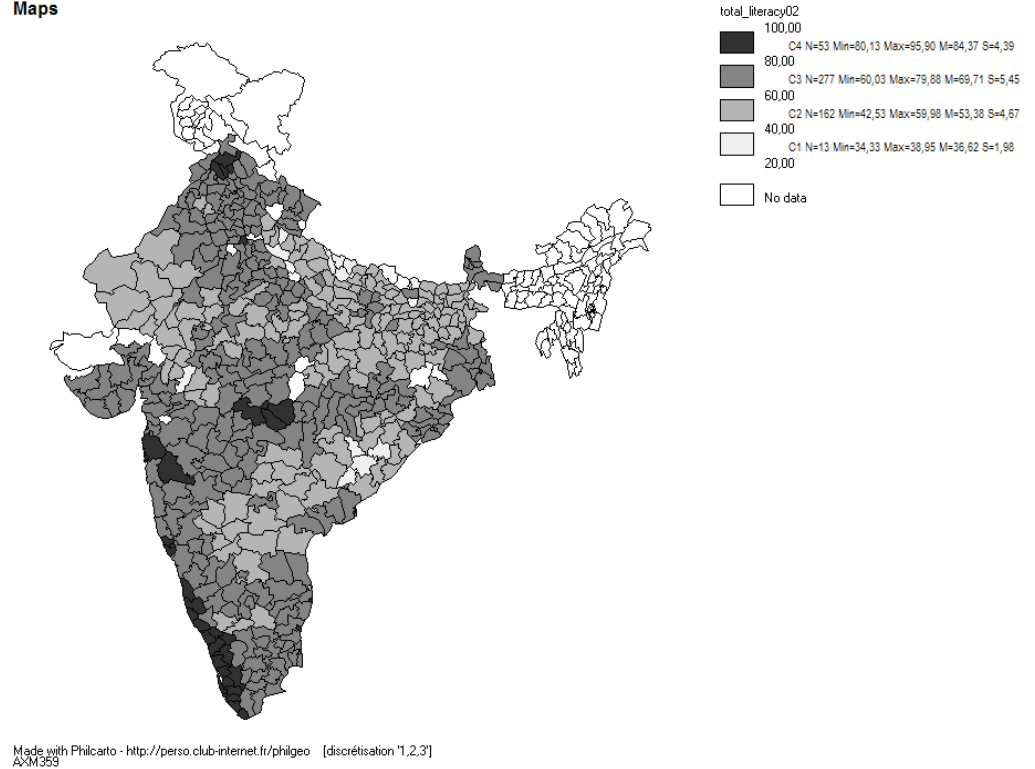 Maps
total_literacy02
100,00
C4 N=53 Min=80,13 Max=95,90 M=84,37 S=4,39
80,00
C3 N=277 Min=60,03 Max=79,88 M=69,71 S=5,45
60,00
C2 N=162 Min=42,53 Max=59,98 M=53,38 S=4,67
40,00
C1 N=13 Min=34,33 Max=38,95 M=36,62 S=1,98
20,00
No data
Made with Philcarto - http://perso.club-internet.fr/philgeo [discrétisation '1,2,3']
AXM359